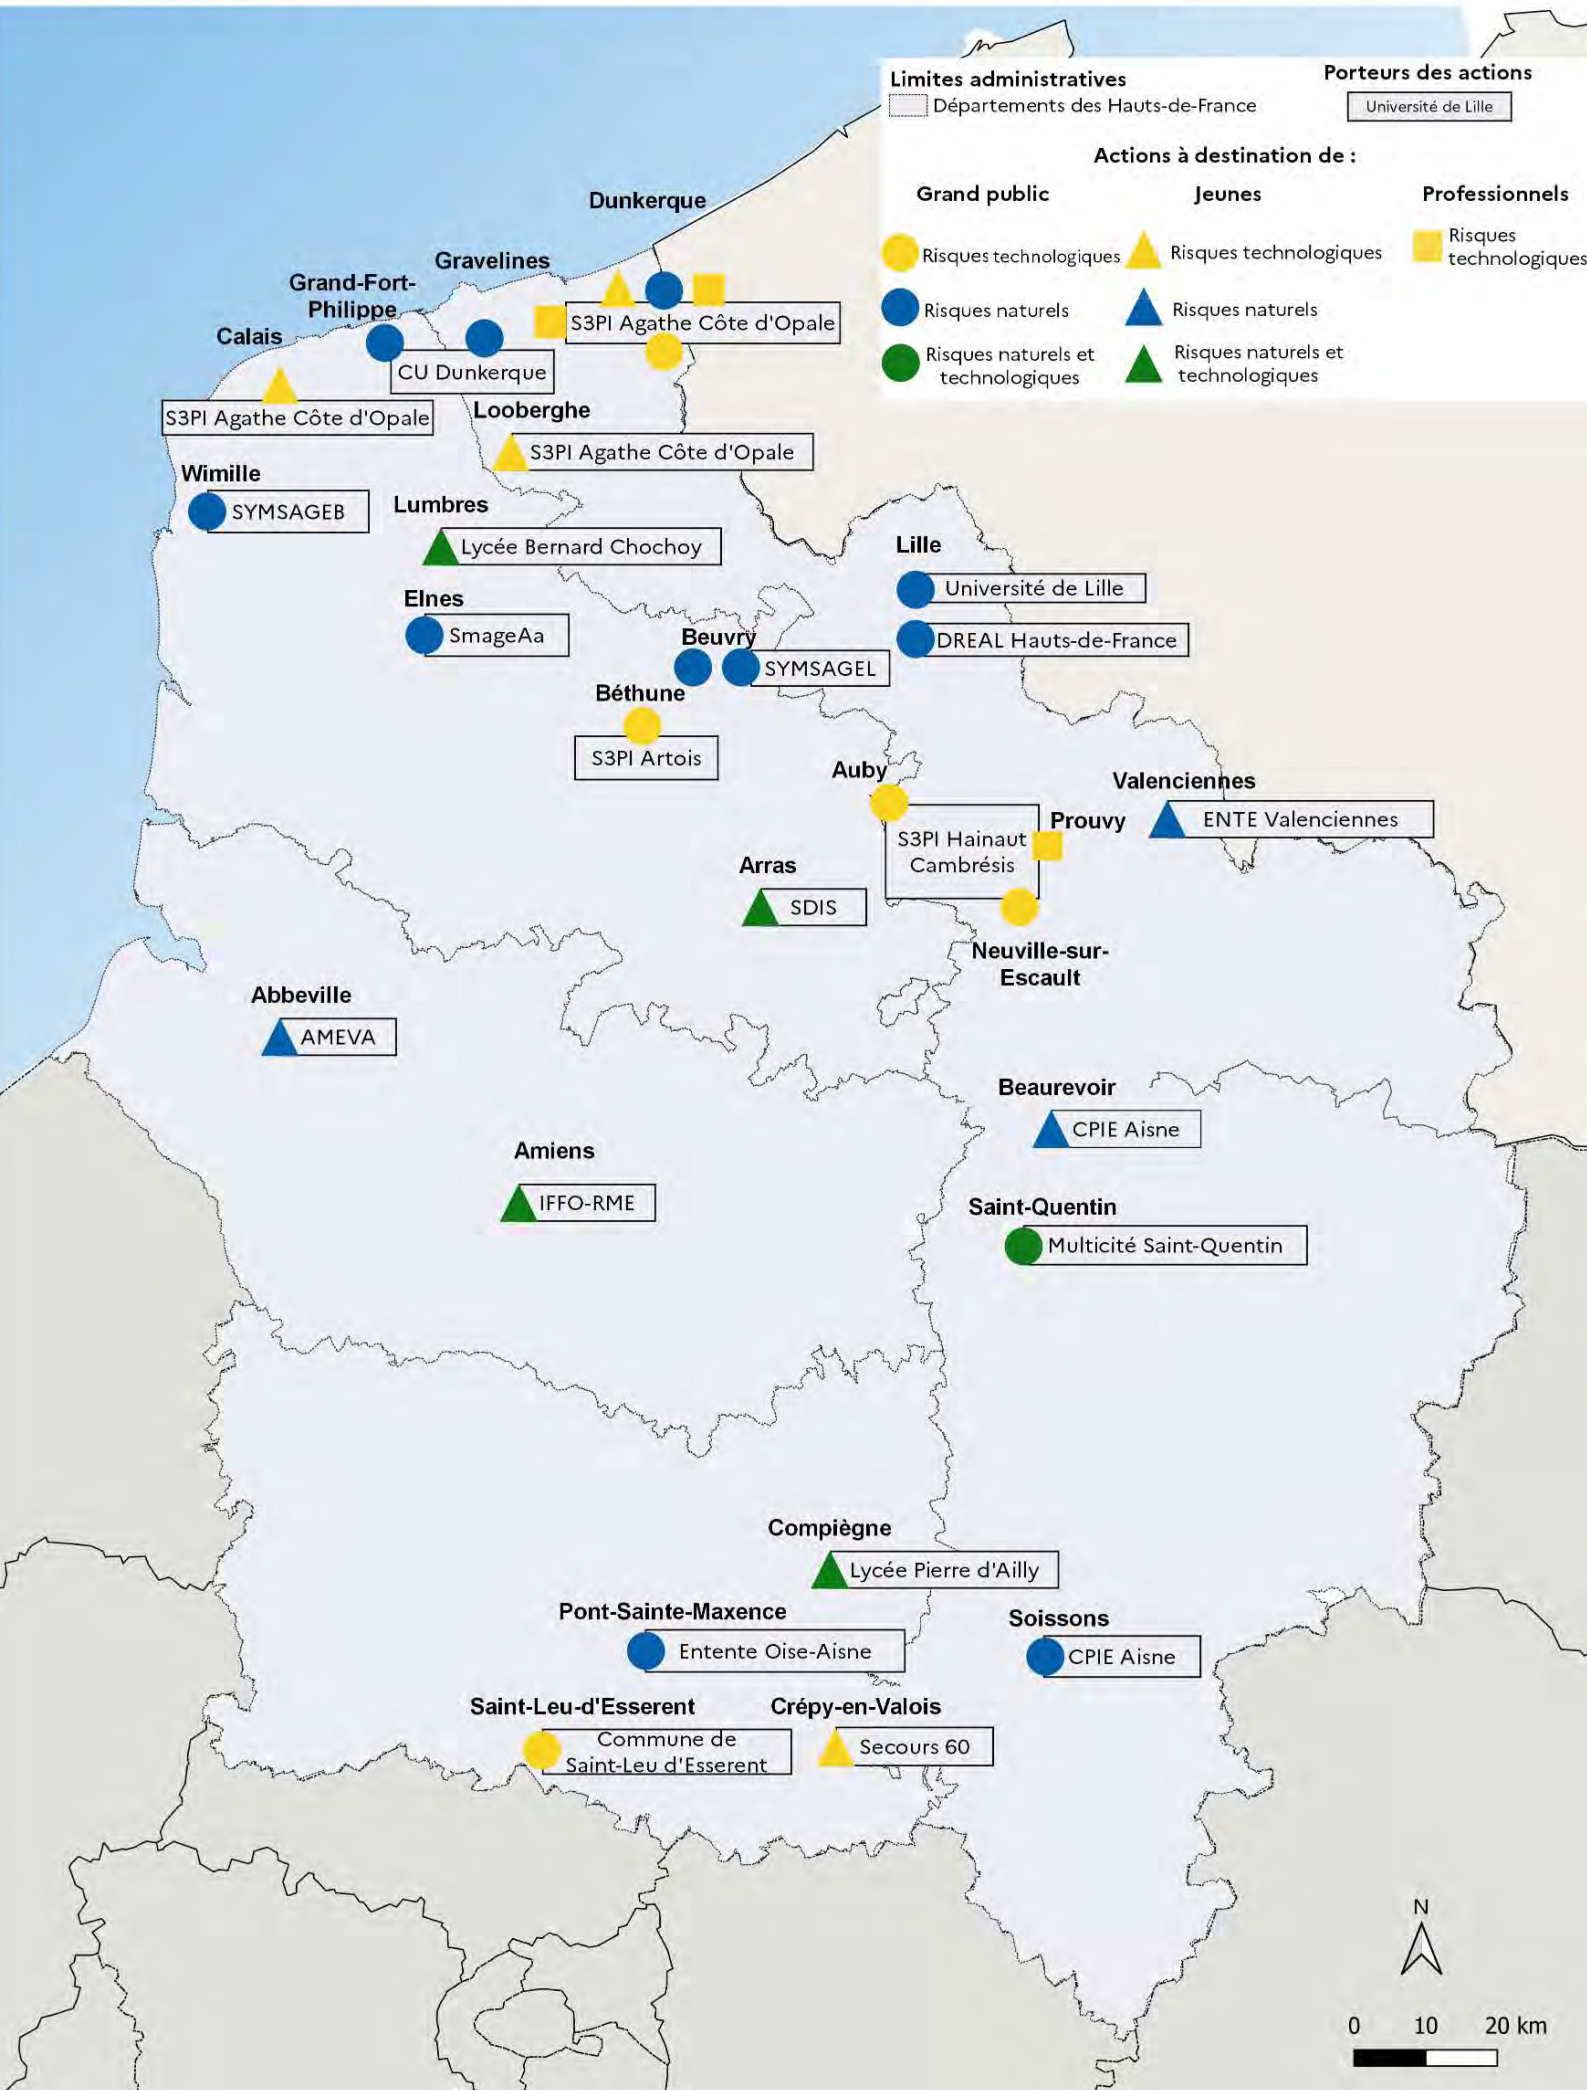 Limites administratives
Départements des Hauts-de-France
Porteurs des actions
Université de Lille
Actions à destination de :
Grand public
Jeunes
Professionnels
Risques technologiques
Risques technologiques
Risques
technologiques
Risques naturels
Risques naturels
Risques naturels et
technologiques
Risques naturels et
technologiques
Dunkerque
Gravelines
Grand-Fort-
Philippe
Calais
S3PI Agathe Côte d'Opale
CU Dunkerque
S3PI Agathe Côte d'Opale
Looberghe
S3PI Agathe Côte d'Opale
Wimille
SYMSAGEB
Lumbres
Lycée Bernard Chochoy
Lille
Université de Lille
DREAL Hauts-de-France
Elnes
SmageAa
Beuvry
SYMSAGEL
Béthune
S3PI Artois
Auby
S3PI Hainaut
Cambrésis
Prouvy
Valenciennes
ENTE Valenciennes
Arras
SDIS
Neuville-sur-
Escault
Abbeville
AMEVA
Beaurevoir
CPIE Aisne
Amiens
IFFO-RME
Saint-Quentin
Multicité Saint-Quentin
Compiègne
Lycée Pierre d'Ailly
Pont-Sainte-Maxence
Entente Oise-Aisne
Soissons
CPIE Aisne
Saint-Leu-d'Esserent
Commune de
Saint-Leu d'Esserent
Crépy-en-Valois
Secours 60
N
0 10 20 km